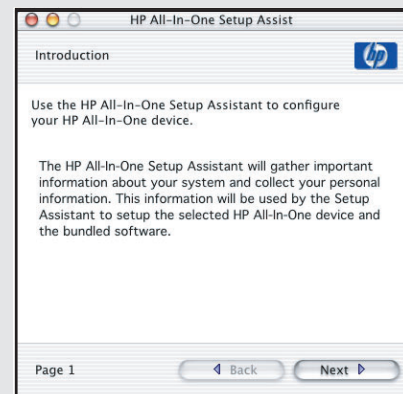 HP All-In-One Setup Assist
Introduction
hp
Use the HP All-In-One Setup Assistant to configure
your HP All-In-One device.
The HP All-In-One Setup Assistant will gather important
information about your system and collect your personal
information. This information will be used by the Setup
Assistant to setup the selected HP All-In-One device and
the bundled software.
Page 1
Back
Next